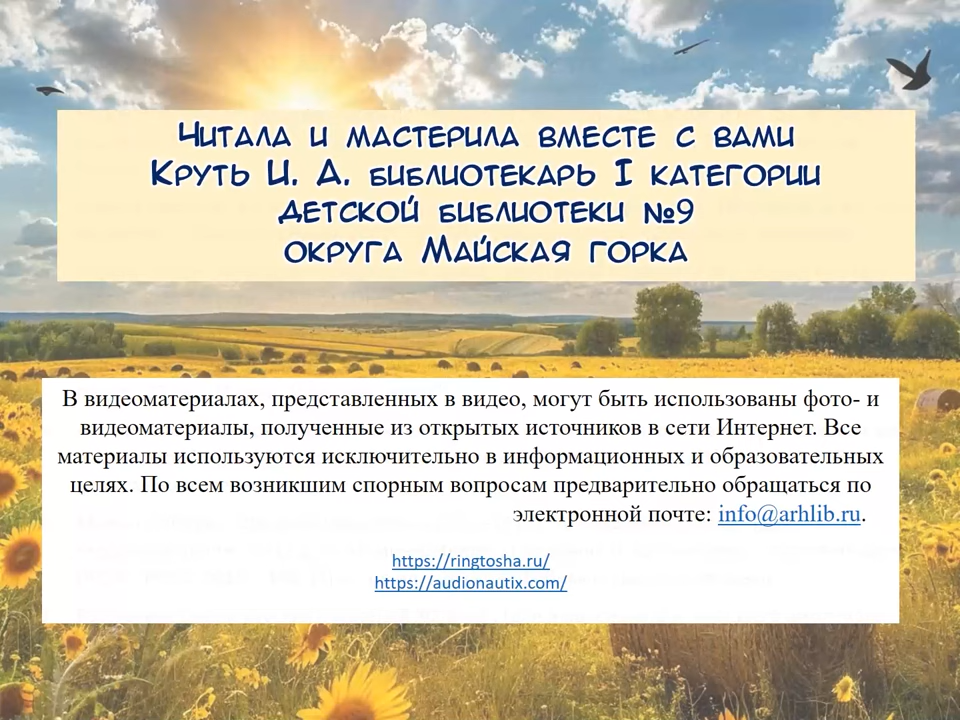 Читала и мастерила вместе с вами
Круть И. А. библиотекарь I категории
детской библиотеки №9
округа Майская горка
В видеоматериалах, представленных в видео, могут быть использованы фото- и
видеоматериалы, полученные из открытых источников в сети Интернет. Все
материалы используются исключительно в информационных и образовательных
целях. По всем возникшим спорным вопросам предварительно обращаться по
электронной почте: info@arhlib.ru.
https://ringtosha.ru/
https://audionautix.com/